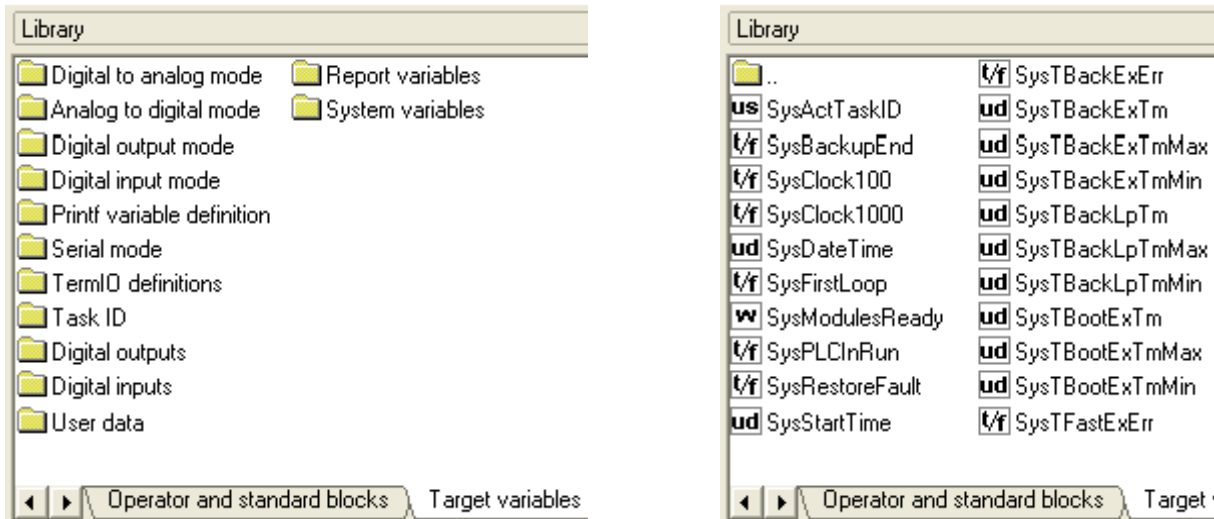 Library
Digital to analog mode
Analog to digital mode
Digital output mode
Digital input mode
Printf variable definition
Serial mode
TermIO definitions
Task ID
Digital outputs
Digital inputs
User data
Report variables
System variables
Operator and standard blocks Target variables
Library
..
us SysActTaskID
t/f SysBackupEnd
t/f SysClock100
t/f SysClock1000
ud SysDateTime
t/f SysFirstLoop
w SysModulesReady
t/f SysPLCInRun
t/f SysRestoreFault
ud SysStartTime
t/f SysTBackExErr
ud SysTBackExTm
ud SysTBackExTmMax
ud SysTBackExTmMin
ud SysTBackLpTm
ud SysTBackLpTmMax
ud SysTBackLpTmMin
ud SysTBootExTm
ud SysTBootExTmMax
ud SysTBootExTmMin
t/f SysTFastExErr
Operator and standard blocks Target